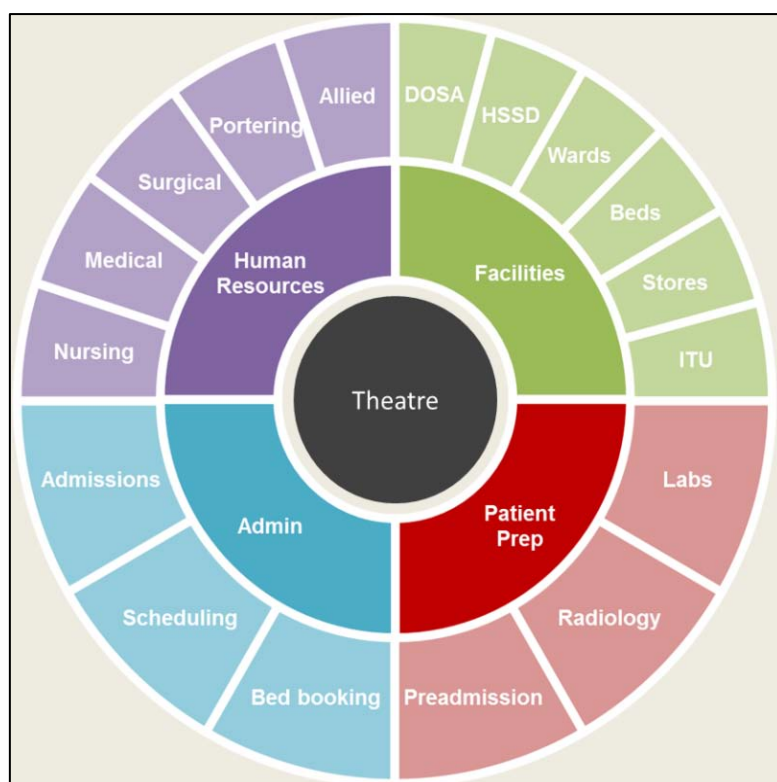 Allied
DOSA
HSSD
Portering
Wards
Surgical
Beds
Medical
Human
Resources
Facilities
Stores
Nursing
ITU
Theatre
Admissions
Labs
Admin
Patient
Prep
Scheduling
Radiology
Bed booking
Preadmission